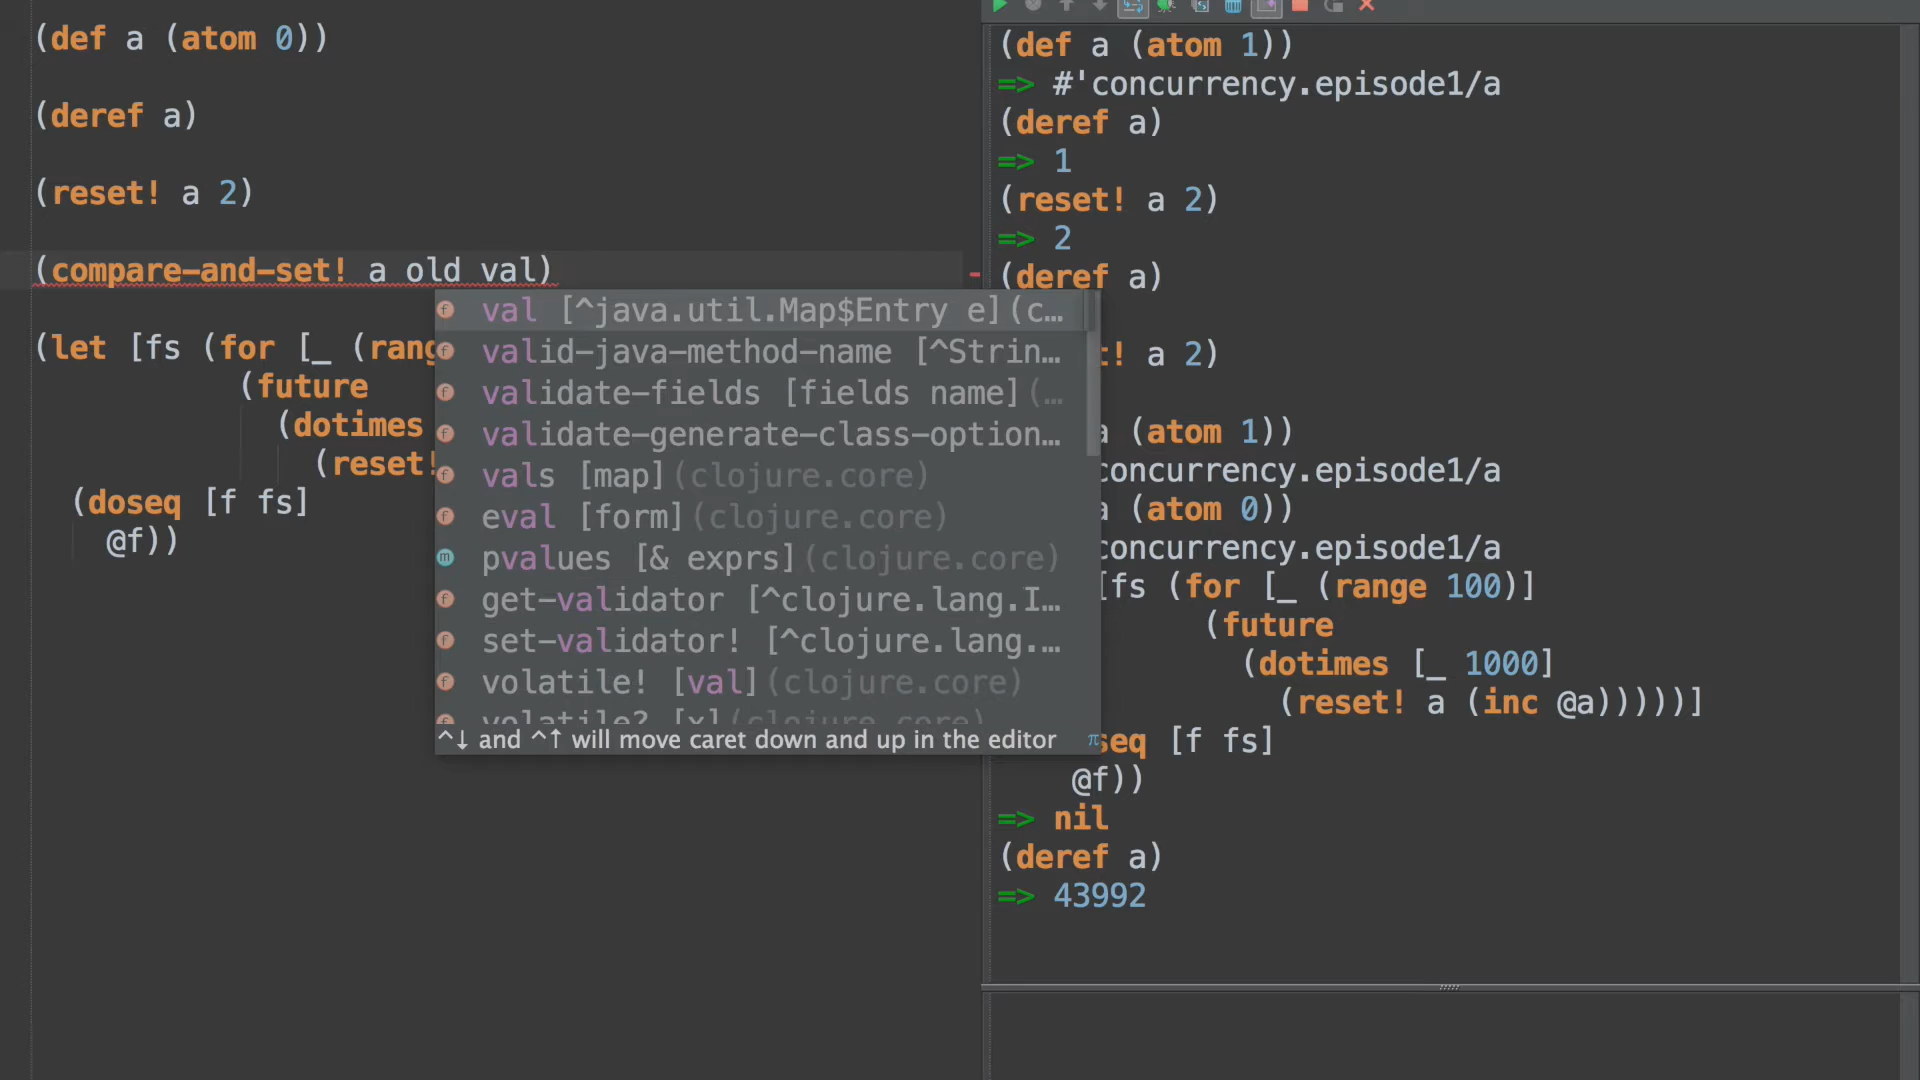 (def a (atom 0))
(deref a)
(reset! a 2)
(compare-and-set! a old val)
(let [fs (for [_ (rang
(future
(dotimes
(reset!
(doseq [f fs]
@f))
val [^java.util.Map$Entry e](c…
valid-java-method-name [^Strin…
validate-fields [fields name](…
validate-generate-class-option…
vals [map](clojure.core)
eval [form](clojure.core)
pvalues [& exprs](clojure.core)
get-validator [^clojure.lang.I…
set-validator! [^clojure.lang.…
volatile! [val](clojure.core)
volatile? [x](clojure.core)
^↓ and ^↑ will move caret down and up in the editor π
(def a (atom 1))
=> #'concurrency.episode1/a
(deref a)
=> 1
(reset! a 2)
=> 2
(deref a)
t! a 2)
a (atom 1))
concurrency.episode1/a
a (atom 0))
concurrency.episode1/a
[fs (for [_ (range 100)]
(future
(dotimes [_ 1000]
(reset! a (inc @a)))))]
seq [f fs]
@f))
=> nil
(deref a)
=> 43992